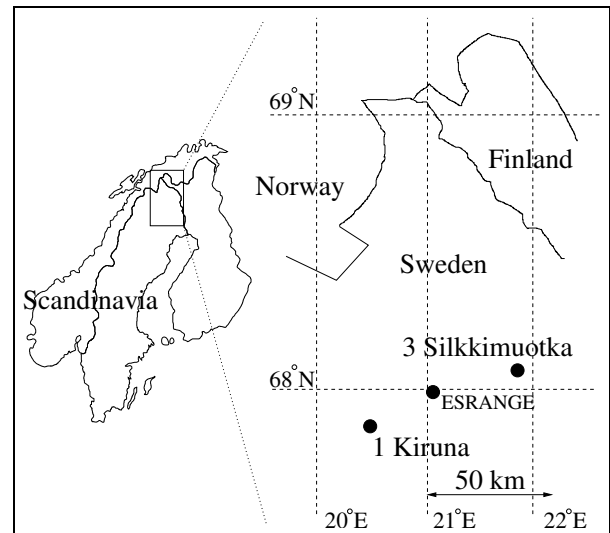 69°N
Finland
Norway
Sweden
Scandinavia
3 Silkkimuotka
68°N
ESRANGE
1 Kiruna
50 km
20°E
21°E
22°E